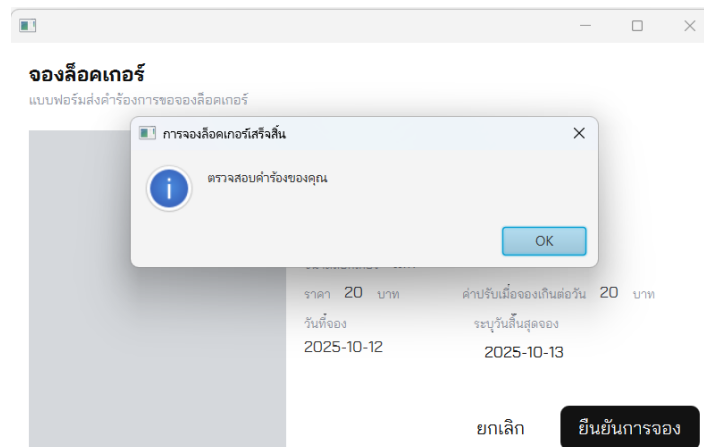 จองล็อคเกอร์
แบบฟอร์มส่งคำร้องการขอจองล็อคเกอร์
การจองล็อคเกอร์เสร็จสิ้น
ตรวจสอบคำร้องของคุณ
OK
ราคา 20 บาท ค่าปรับเมื่อจองเกินต่อวัน 20 บาท
วันที่จอง ระบุวันสิ้นสุดจอง
2025-10-12 2025-10-13
ยกเลิก ยืนยันการจอง